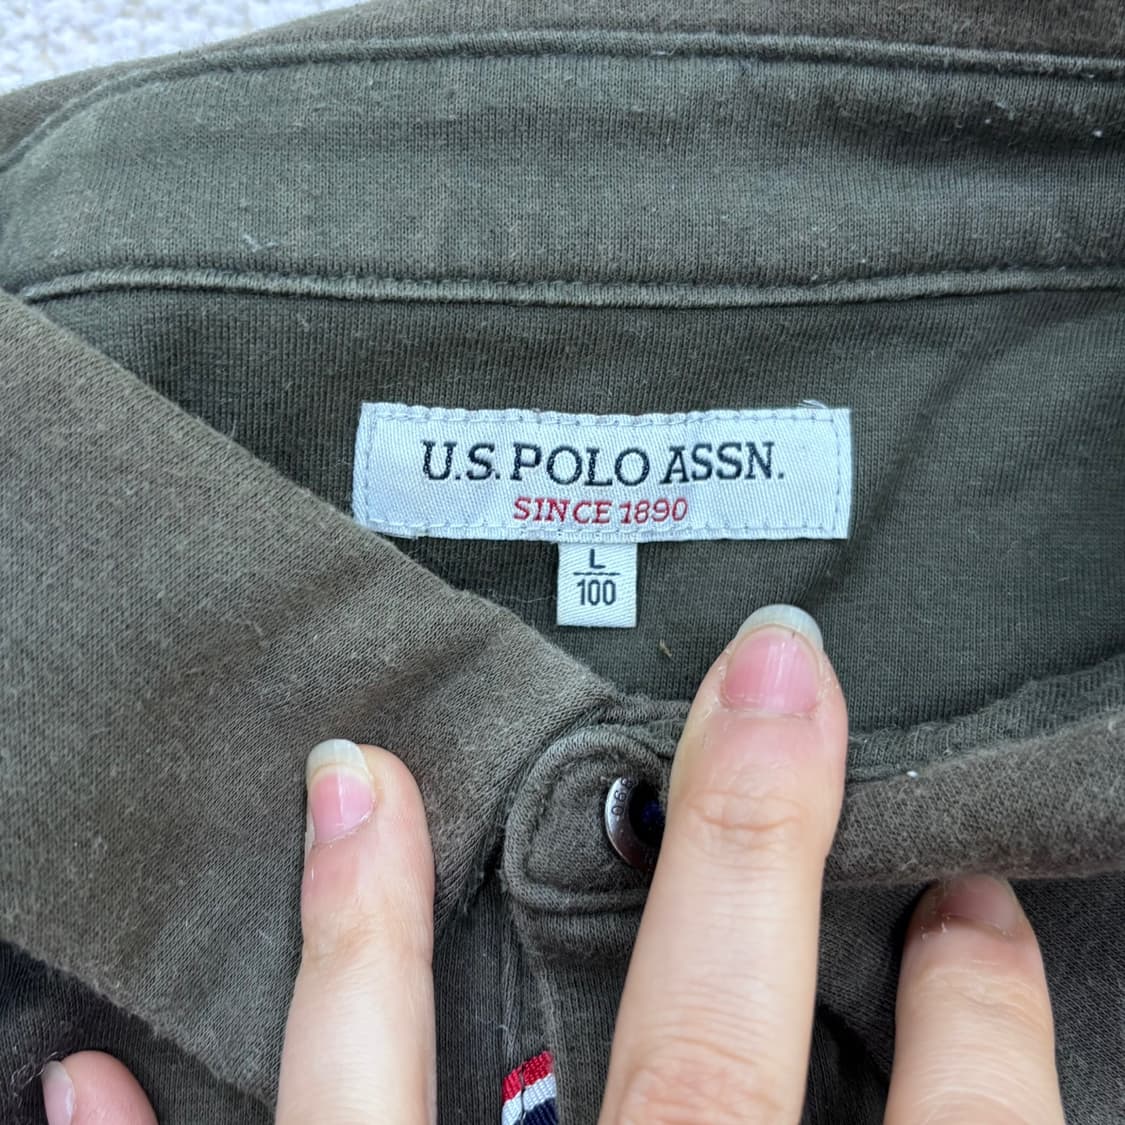 U.S. POLO ASSN.
SINCE 1890
L
100